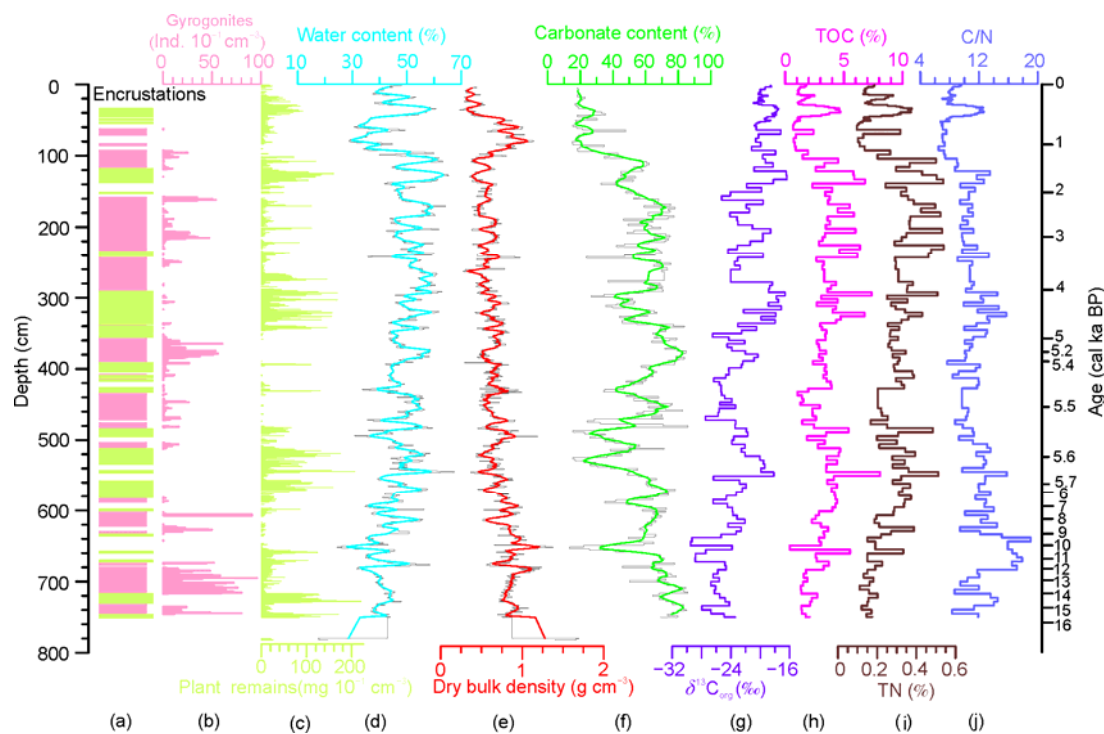 Gyrogonites
(Ind. 10⁻¹ cm⁻³)
0 50 100
Water content (%)
10 30 50 70
Carbonate content (%)
20 40 60 80 100
TOC (%)
0 5 10
C/N
4 12 20
Encrustations
Depth (cm)
0
100
200
300
400
500
600
700
800
0
1
2
3
4
5
5.2
5.4
5.5
5.6
5.7
6
7
8
9
10
11
12
13
14
15
16
Age (cal ka BP)
0 100 200
Plant remains(mg 10⁻¹ cm⁻³)
0 1 2
Dry bulk density (g cm⁻³)
−32 −24 −16
δ¹³Corg (‰)
0 0.2 0.4 0.6
TN (%)
(a) (b) (c) (d) (e) (f) (g) (h) (i) (j)